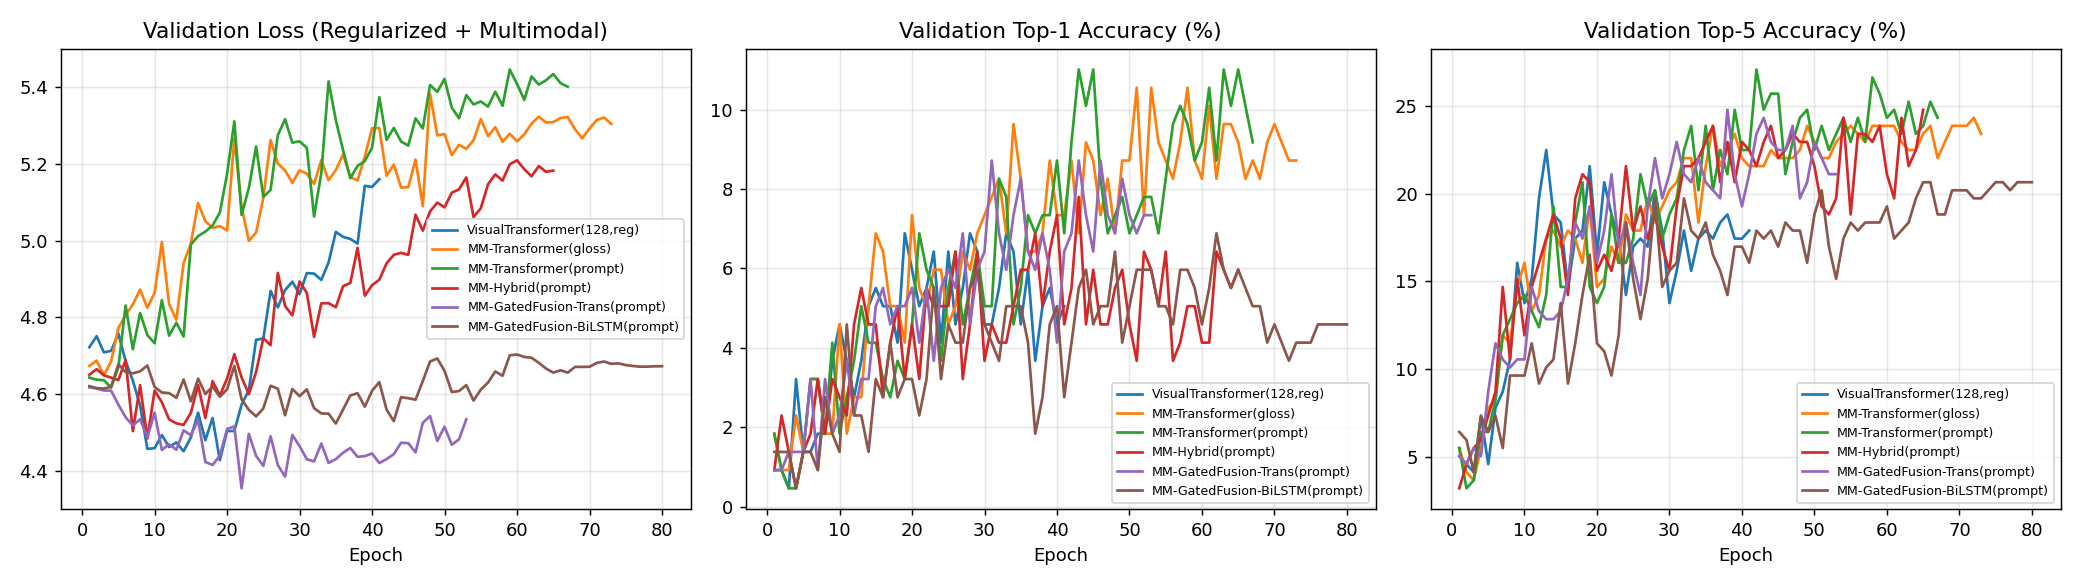 Validation Loss (Regularized + Multimodal)
5.4
5.2
5.0
4.8
4.6
4.4
0 10 20 30 40 50 60 70 80
Epoch
VisualTransformer(128,reg)
MM-Transformer(gloss)
MM-Transformer(prompt)
MM-Hybrid(prompt)
MM-GatedFusion-Trans(prompt)
MM-GatedFusion-BiLSTM(prompt)
Validation Top-1 Accuracy (%)
10
8
6
4
2
0
0 10 20 30 40 50 60 70 80
Epoch
VisualTransformer(128,reg)
MM-Transformer(gloss)
MM-Transformer(prompt)
MM-Hybrid(prompt)
MM-GatedFusion-Trans(prompt)
MM-GatedFusion-BiLSTM(prompt)
Validation Top-5 Accuracy (%)
25
20
15
10
5
0 10 20 30 40 50 60 70 80
Epoch
VisualTransformer(128,reg)
MM-Transformer(gloss)
MM-Transformer(prompt)
MM-Hybrid(prompt)
MM-GatedFusion-Trans(prompt)
MM-GatedFusion-BiLSTM(prompt)